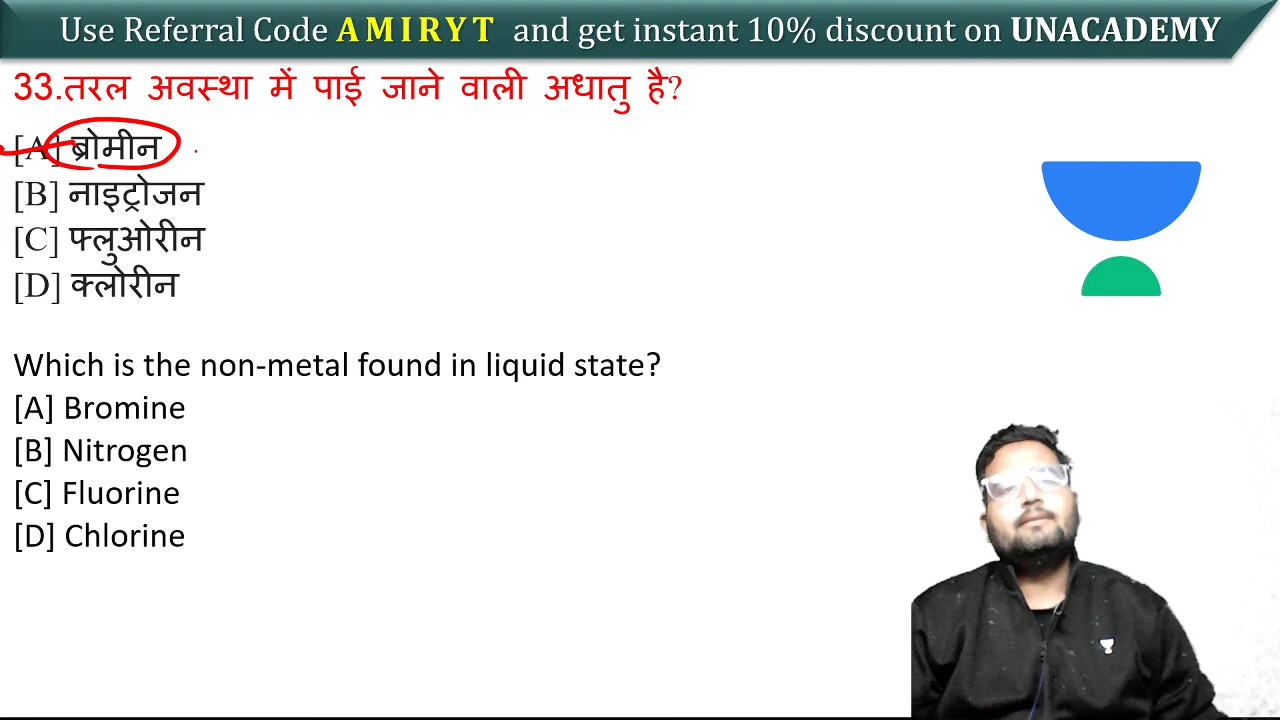 Use Referral Code AMIRYT and get instant 10% discount on UNACADEMY
33.तरल अवस्था में पाई जाने वाली अधातु है?
[A] ब्रोमीन
[B] नाइट्रोजन
[C] फ्लुओरीन
[D] क्लोरीन
Which is the non-metal found in liquid state?
[A] Bromine
[B] Nitrogen
[C] Fluorine
[D] Chlorine